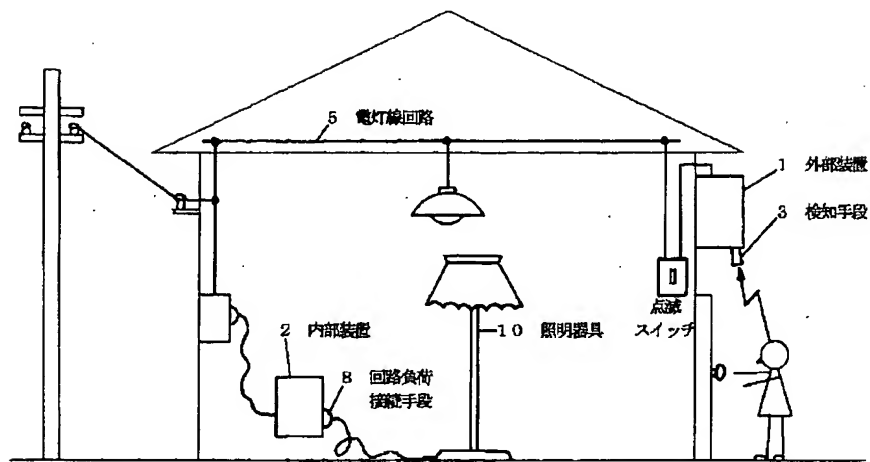 5 電灯線回路
1 外部装置
3 検知手段
点滅
スイッチ
10 照明器具
2 内部装置
8 回路負荷
接続手段